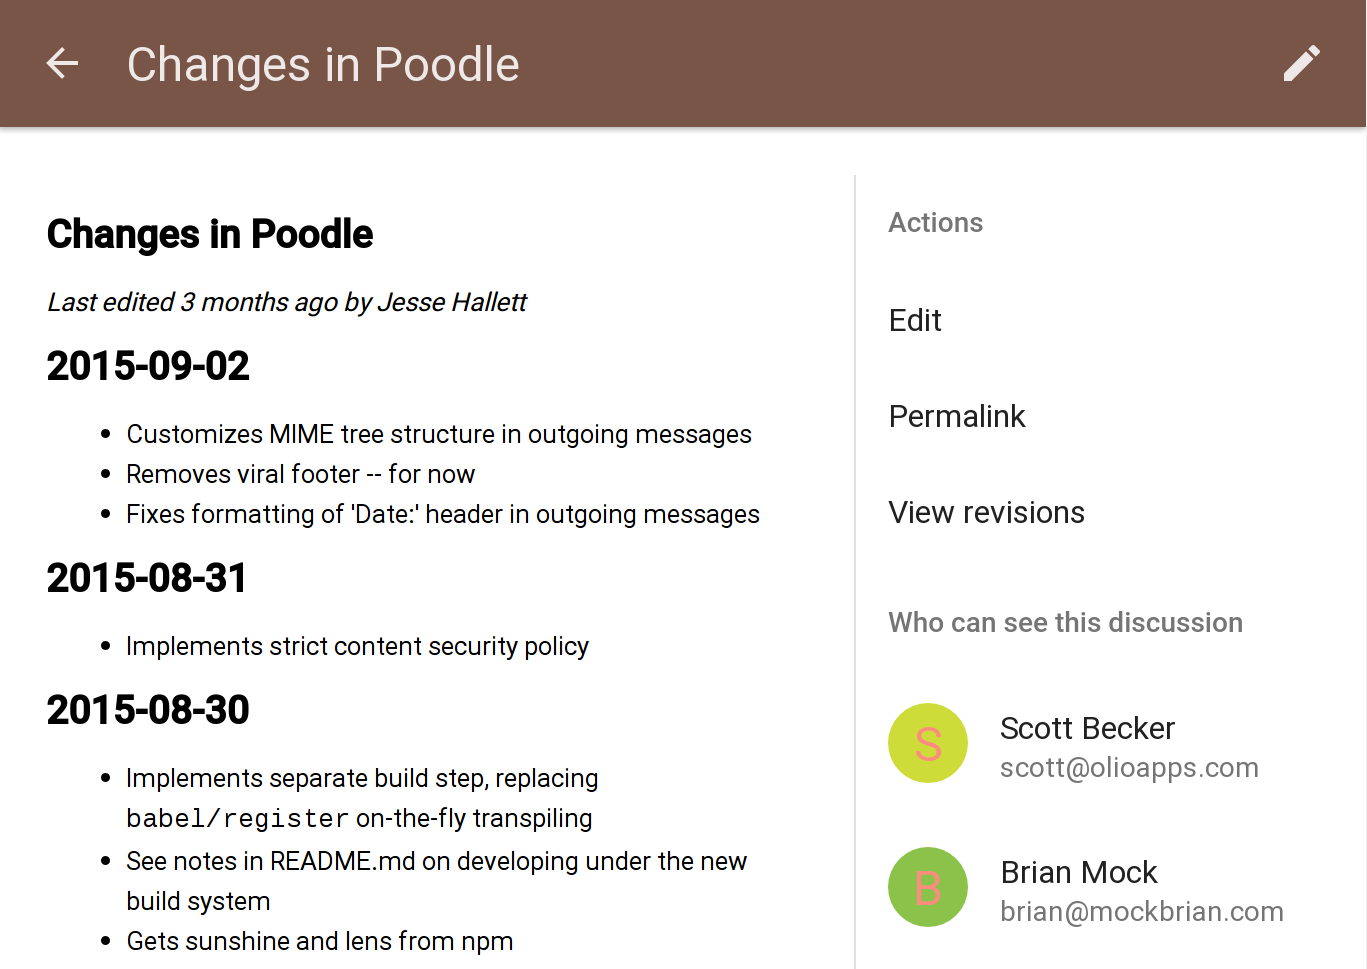 Changes in Poodle
Changes in Poodle
Last edited 3 months ago by Jesse Hallett
2015-09-02
• Customizes MIME tree structure in outgoing messages
• Removes viral footer -- for now
• Fixes formatting of 'Date:' header in outgoing messages
2015-08-31
• Implements strict content security policy
2015-08-30
• Implements separate build step, replacing
babel/register on-the-fly transpiling
• See notes in README.md on developing under the new
build system
• Gets sunshine and lens from npm
Actions
Edit
Permalink
View revisions
Who can see this discussion
S
Scott Becker
scott@olioapps.com
B
Brian Mock
brian@mockbrian.com